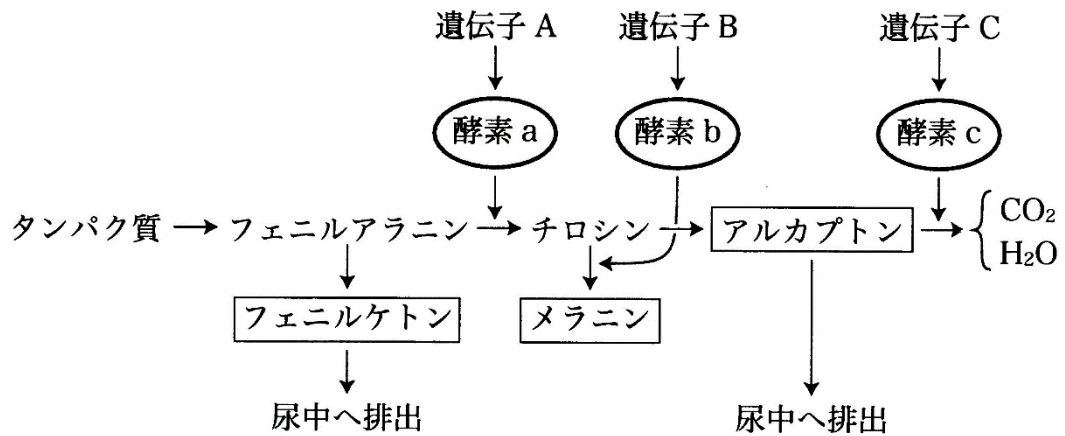 遺伝子 A 遺伝子 B 遺伝子 C
酵素 a 酵素 b 酵素 c
タンパク質 フェニルアラニン チロシン アルカプトン CO₂
H₂O
フェニルケトン メラニン
尿中へ排出 尿中へ排出